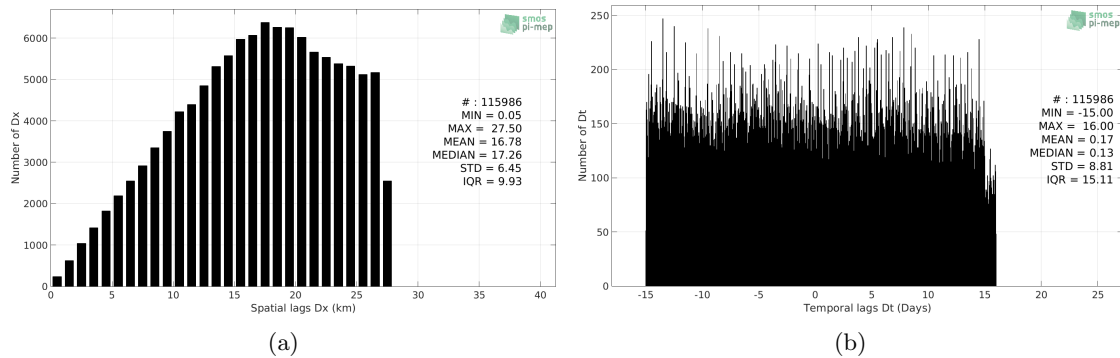 smos
pi-mep
6000
5000
4000
3000
2000
1000
0
Number of Dx
# : 115986
MIN = 0.05
MAX = 27.50
MEAN = 16.78
MEDIAN = 17.26
STD = 6.45
IQR = 9.93
0 5 10 15 20 25 30 35 40
Spatial lags Dx (km)
(a)
smos
pi-mep
250
200
150
100
50
0
Number of Dt
# : 115986
MIN = -15.00
MAX = 16.00
MEAN = 0.17
MEDIAN = 0.13
STD = 8.81
IQR = 15.11
-15 -10 -5 0 5 10 15 20 25
Temporal lags Dt (Days)
(b)